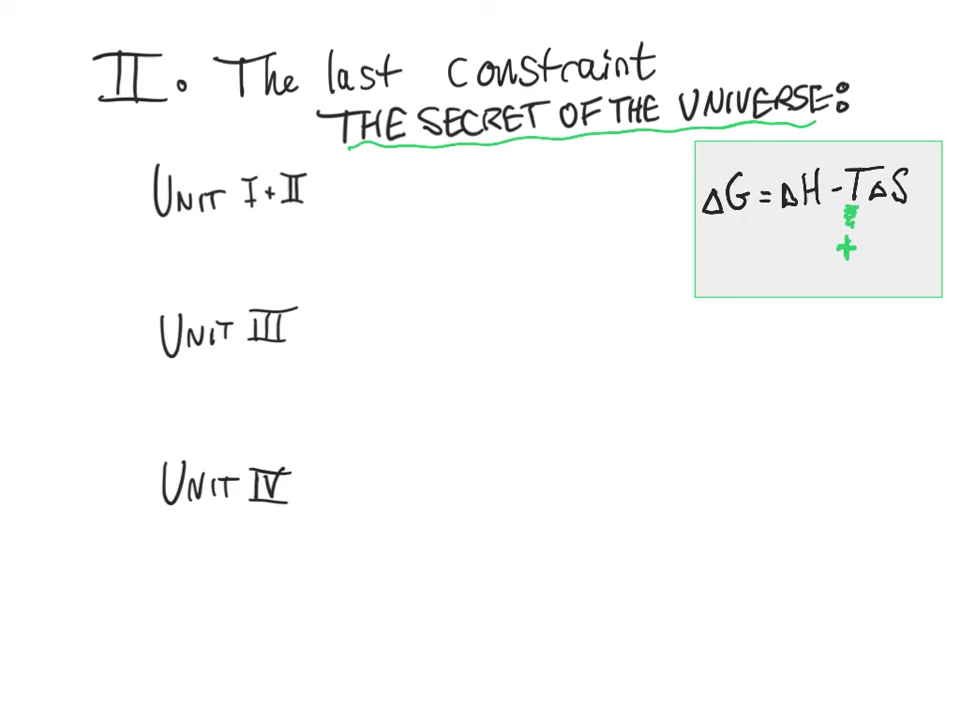 II. The last constraint
THE SECRET OF THE UNIVERSE:
UNIT I + II
ΔG = ΔH - TΔS
+
UNIT III
UNIT IV